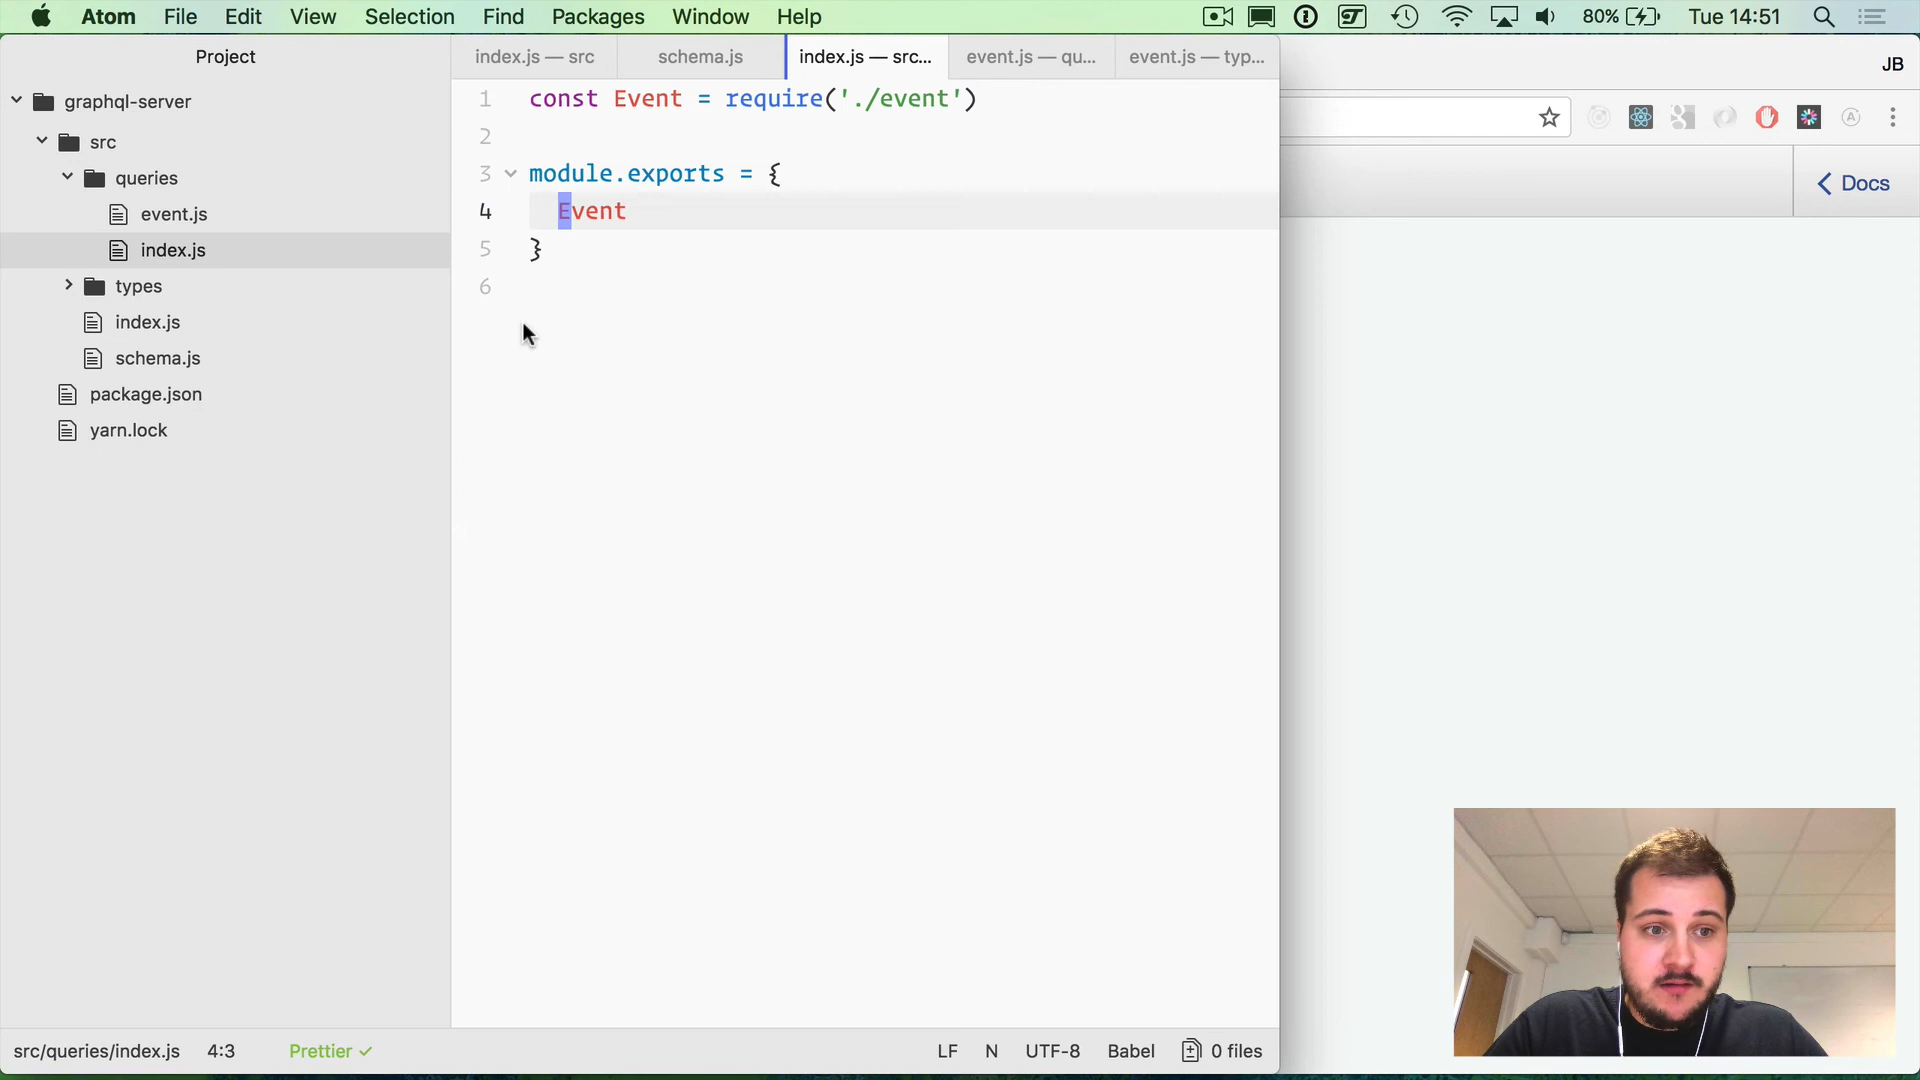 Atom File Edit View Selection Find Packages Window Help 80% Tue 14:51
Project
graphql-server
src
queries
event.js
index.js
types
index.js
schema.js
package.json
yarn.lock
index.js — src schema.js index.js — src... event.js — qu... event.js — typ...
1 const Event = require('./event')
2
3 module.exports = {
4 Event
5 }
6
JB
Docs
src/queries/index.js 4:3 Prettier ✓ LF N UTF-8 Babel 0 files